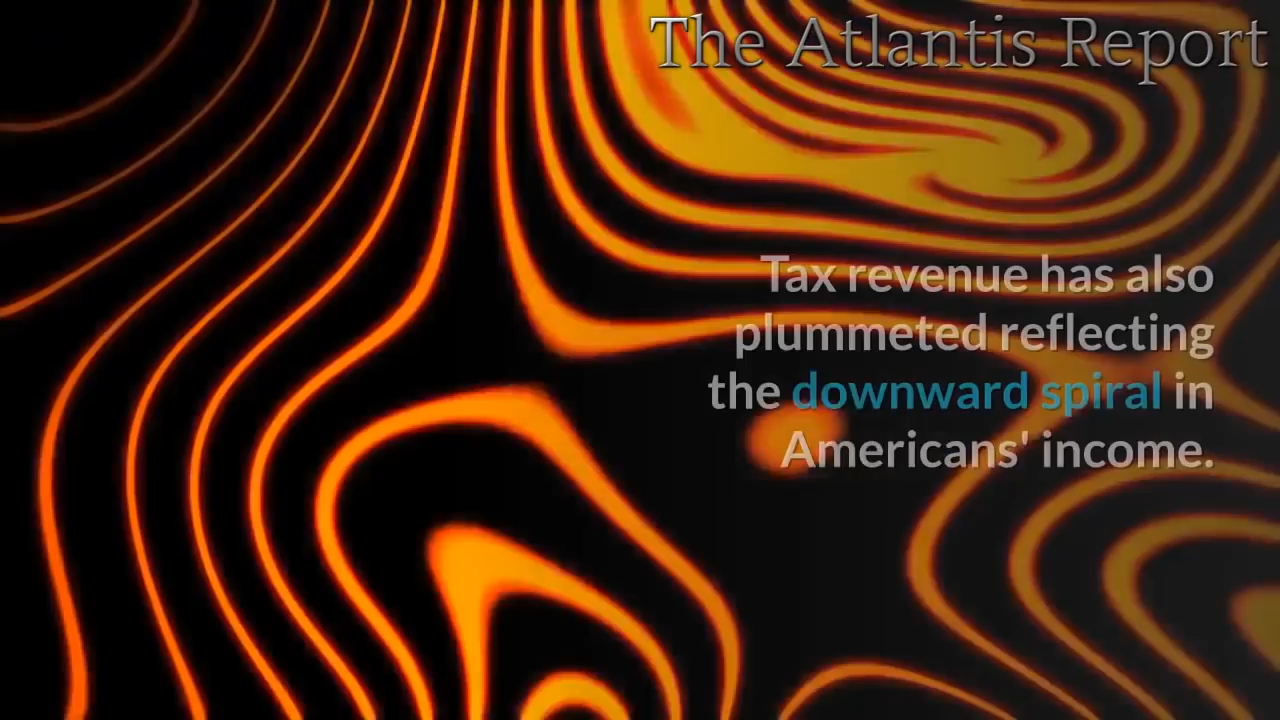 The Atlantis Report
Tax revenue has also
plummeted reflecting
the downward spiral in
Americans' income.